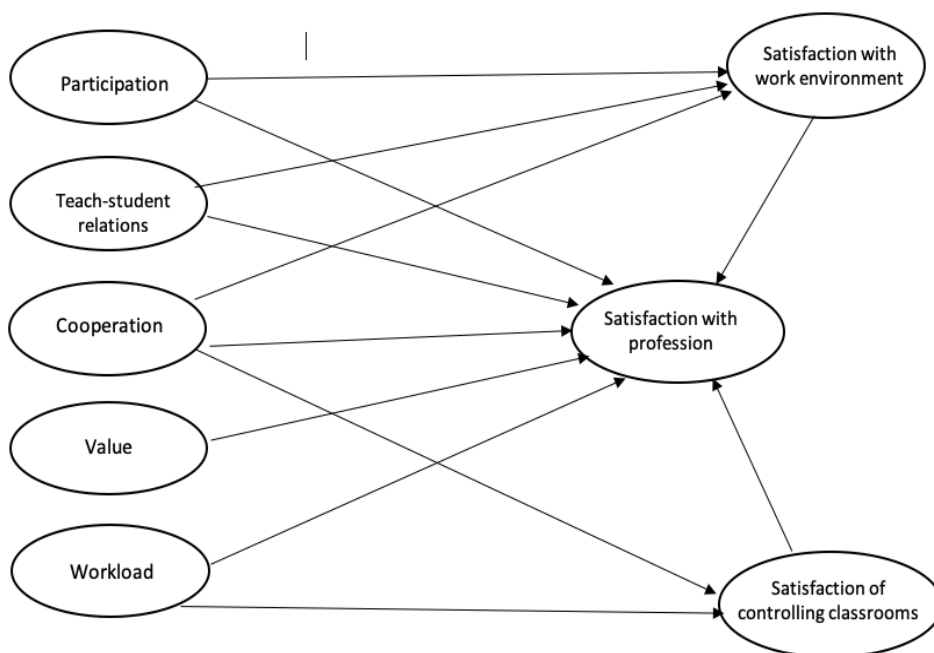 Participation
Teach-student
relations
Cooperation
Value
Workload
Satisfaction with
work environment
Satisfaction with
profession
Satisfaction of
controlling classrooms